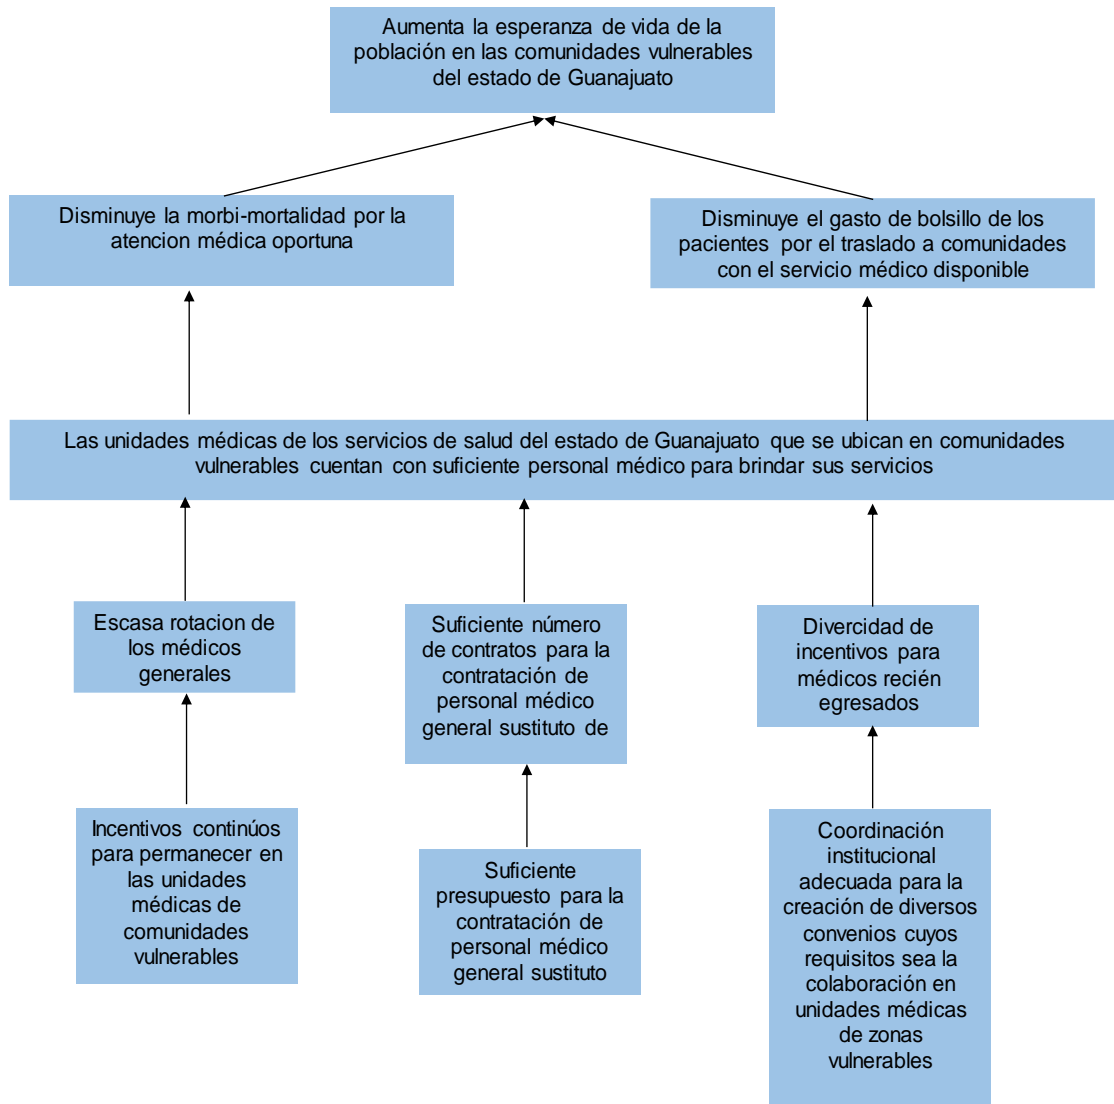 Aumenta la esperanza de vida de la
población en las comunidades vulnerables
del estado de Guanajuato
Disminuye la morbi-mortalidad por la
atencion médica oportuna
Disminuye el gasto de bolsillo de los
pacientes por el traslado a comunidades
con el servicio médico disponible
Las unidades médicas de los servicios de salud del estado de Guanajuato que se ubican en comunidades
vulnerables cuentan con suficiente personal médico para brindar sus servicios
Escasa rotacion de
los médicos
generales
Suficiente número
de contratos para la
contratación de
personal médico
general sustituto de
Divercidad de
incentivos para
médicos recién
egresados
Incentivos continúos
para permanecer en
las unidades
médicas de
comunidades
vulnerables
Suficiente
presupuesto para la
contratación de
personal médico
general sustituto
Coordinación
institucional
adecuada para la
creación de diversos
convenios cuyos
requisitos sea la
colaboración en
unidades médicas
de zonas
vulnerables